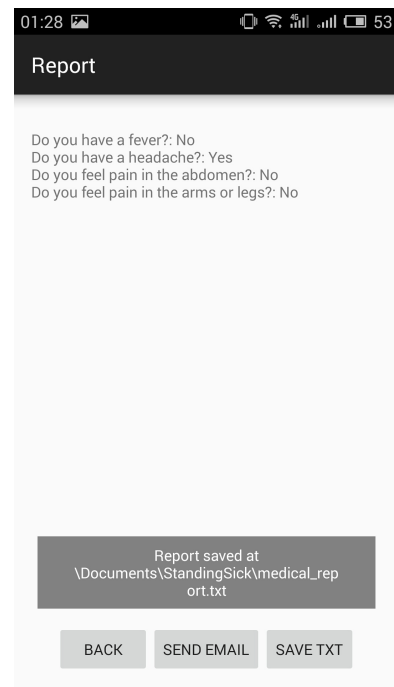 01:28 4G 53
Report
Do you have a fever?: No
Do you have a headache?: Yes
Do you feel pain in the abdomen?: No
Do you feel pain in the arms or legs?: No
Report saved at
\Documents\StandingSick\medical_rep
ort.txt
BACK SEND EMAIL SAVE TXT